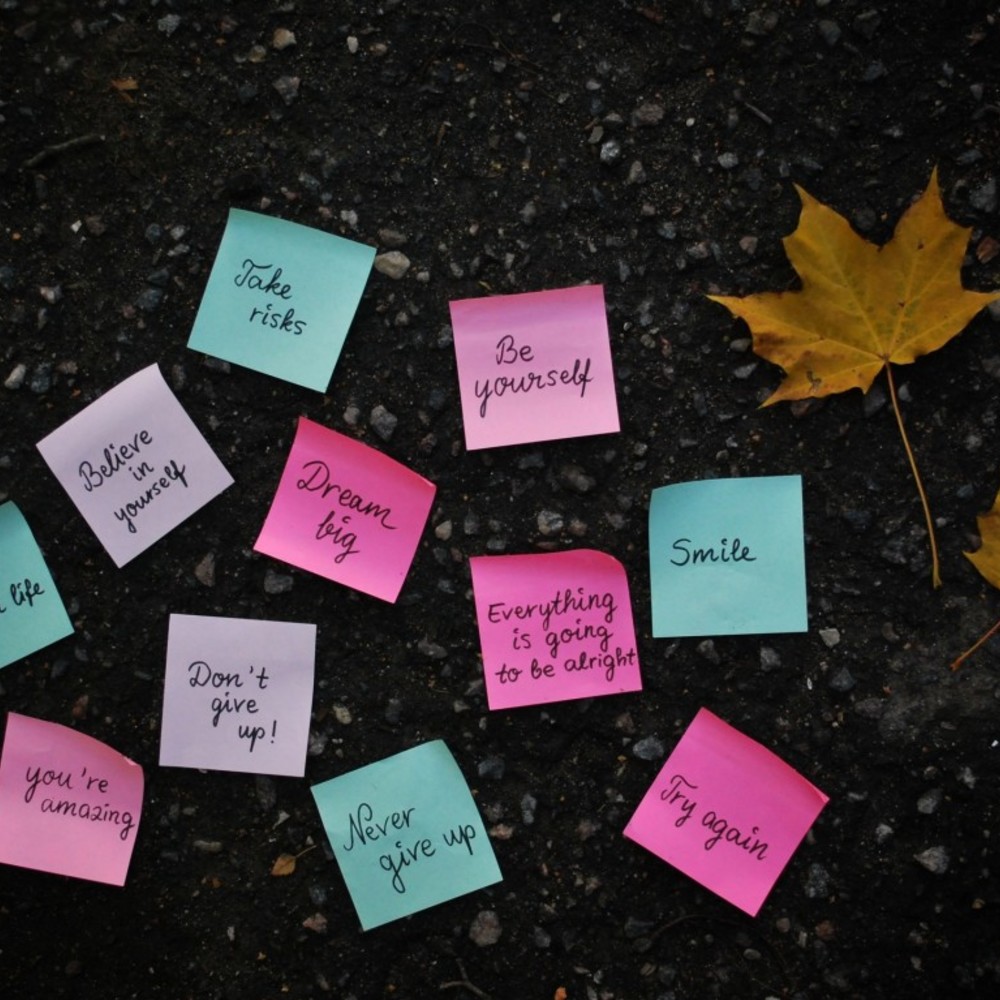 Take
risks
Be
yourself
Believe
in
yourself
Dream
big
Smile
life
Everything
is going
to be alright
Don't
give
up!
you're
amazing
Never
give up
Try again